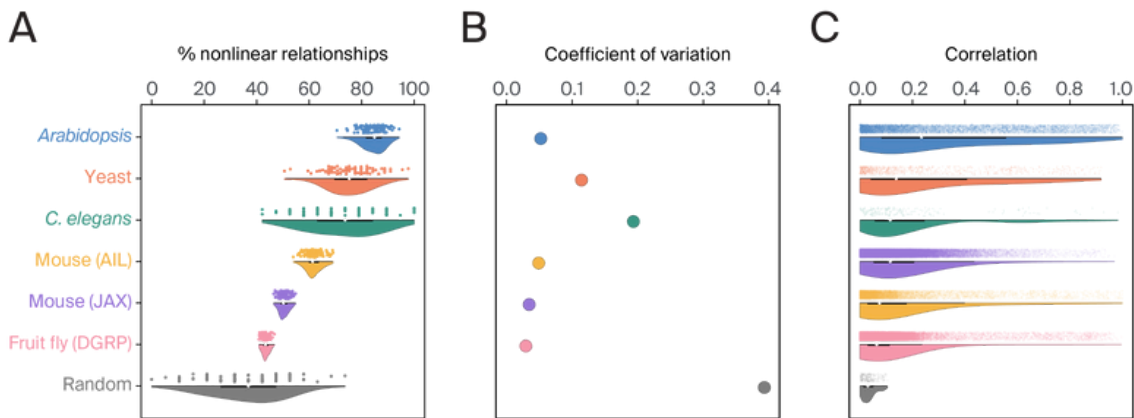 A
B
C
% nonlinear relationships
Coefficient of variation
Correlation
0 20 40 60 80 100
0.0 0.1 0.2 0.3 0.4
0.0 0.2 0.4 0.6 0.8 1.0
Arabidopsis
Yeast
C. elegans
Mouse (AIL)
Mouse (JAX)
Fruit fly (DGRP)
Random